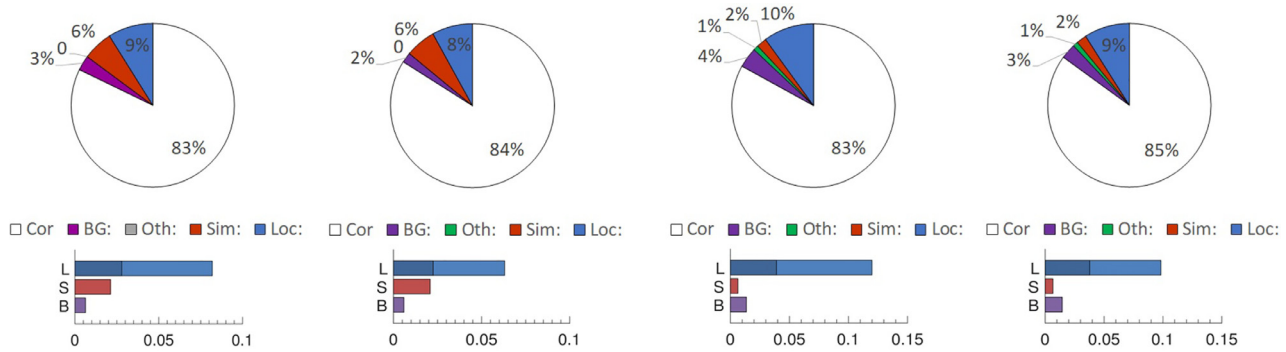 6%
0
3%
9%
83%
6%
0
2%
8%
84%
2%
10%
1%
4%
83%
2%
1%
3%
9%
85%
Cor BG: Oth: Sim: Loc:
Cor BG: Oth: Sim: Loc:
Cor BG: Oth: Sim: Loc:
Cor BG: Oth: Sim: Loc:
L
S
B
0 0.05 0.1
L
S
B
0 0.05 0.1
L
S
B
0 0.05 0.1 0.15
L
S
B
0 0.05 0.1 0.15